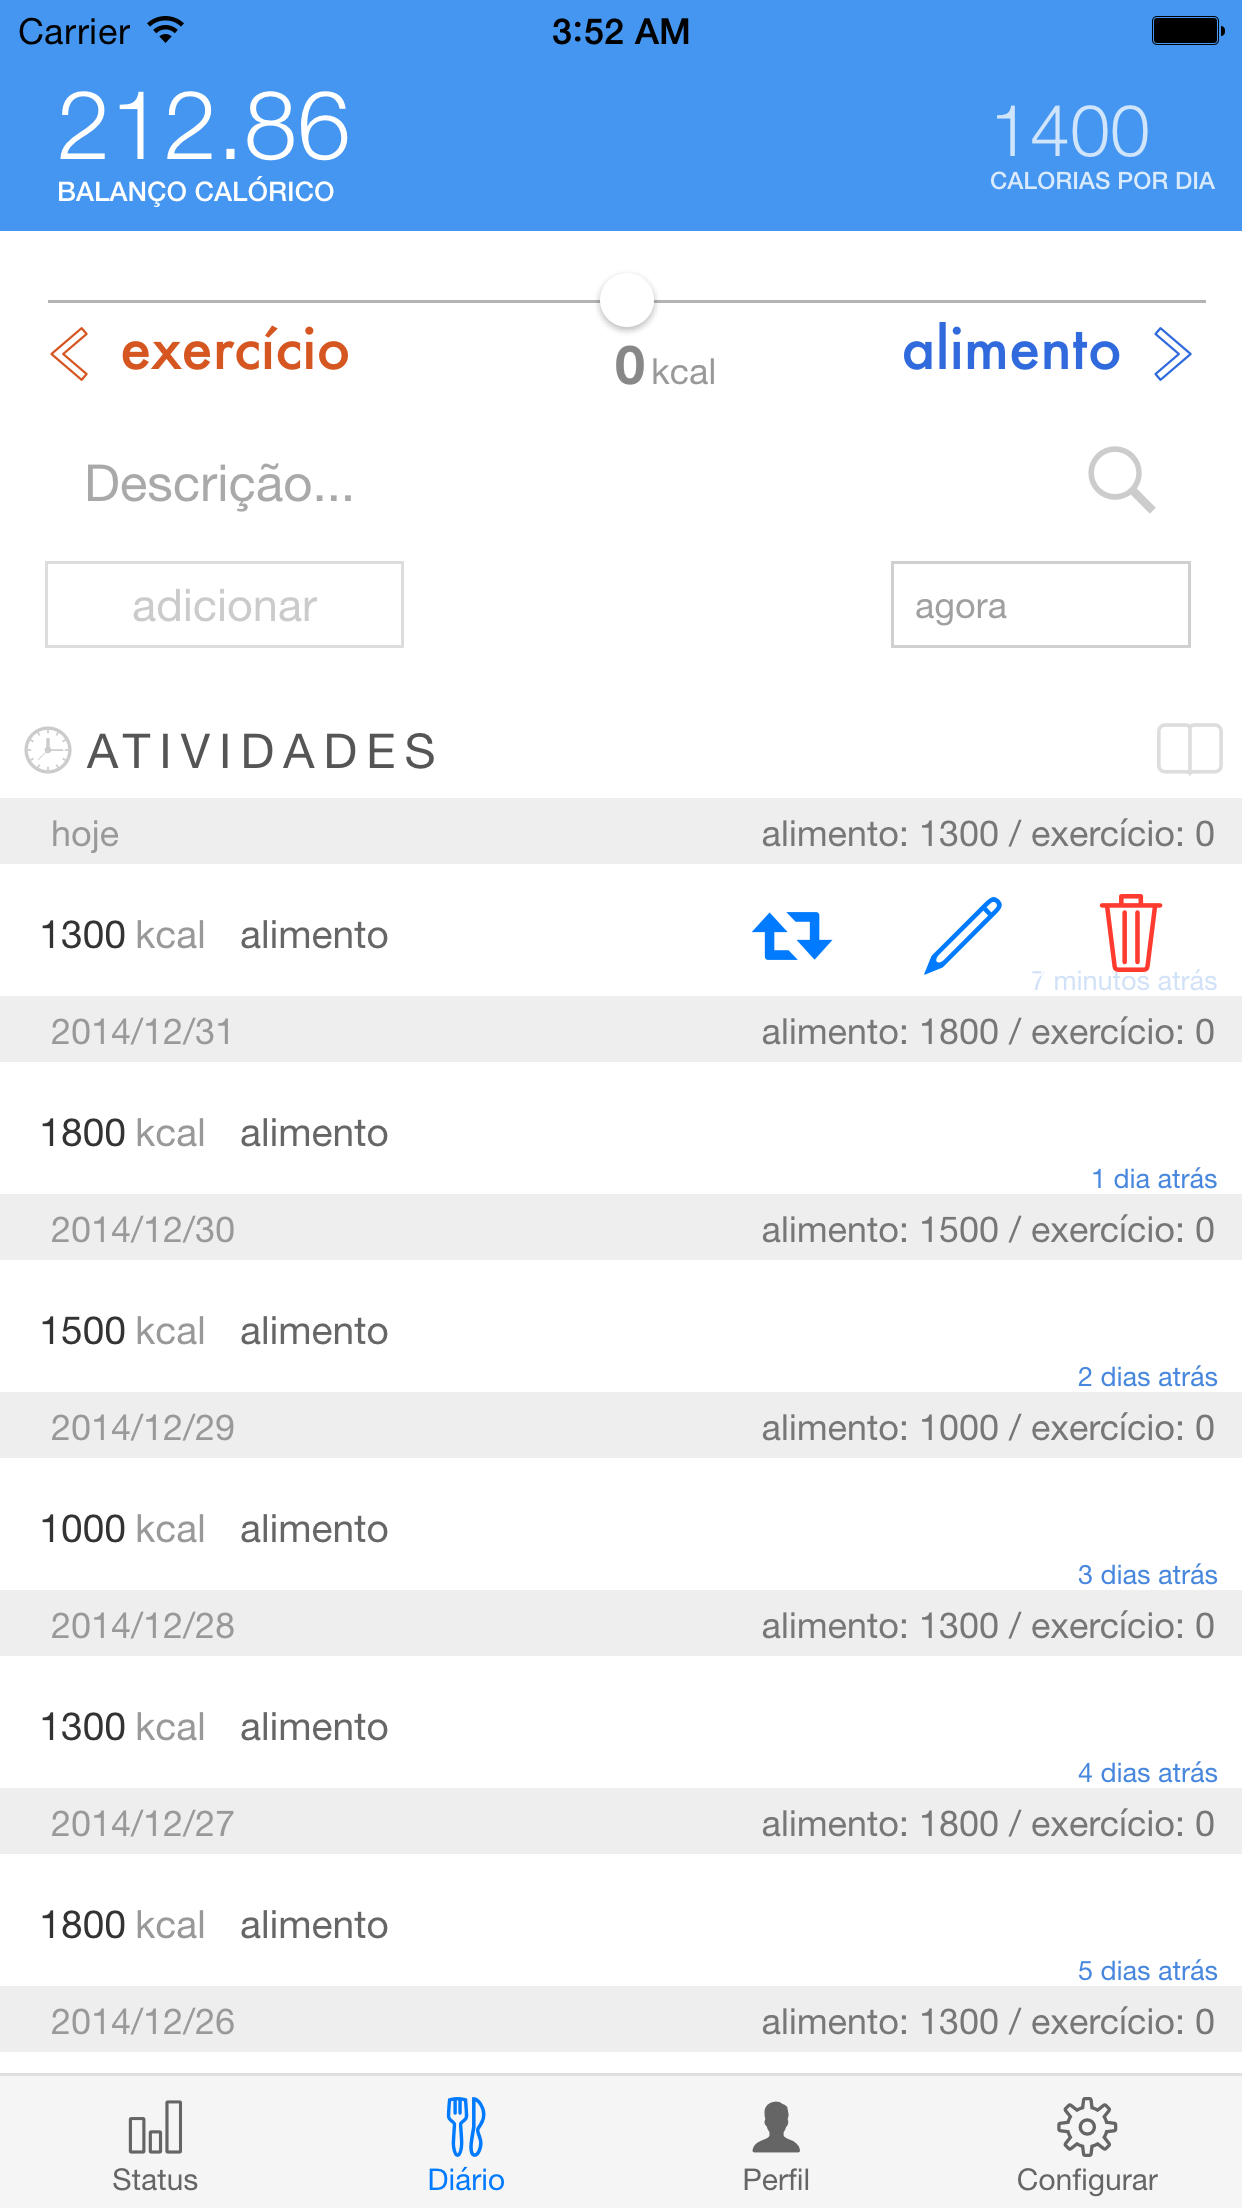 Carrier 3:52 AM
212.86 1400
BALANÇO CALÓRICO CALORIAS POR DIA
exercício 0 kcal alimento
Descrição...
adicionar agora
ATIVIDADES
hoje alimento: 1300 / exercício: 0
1300 kcal alimento
7 minutos atrás
2014/12/31 alimento: 1800 / exercício: 0
1800 kcal alimento
1 dia atrás
2014/12/30 alimento: 1500 / exercício: 0
1500 kcal alimento
2 dias atrás
2014/12/29 alimento: 1000 / exercício: 0
1000 kcal alimento
3 dias atrás
2014/12/28 alimento: 1300 / exercício: 0
1300 kcal alimento
4 dias atrás
2014/12/27 alimento: 1800 / exercício: 0
1800 kcal alimento
5 dias atrás
2014/12/26 alimento: 1300 / exercício: 0
Status Diário Perfil Configurar